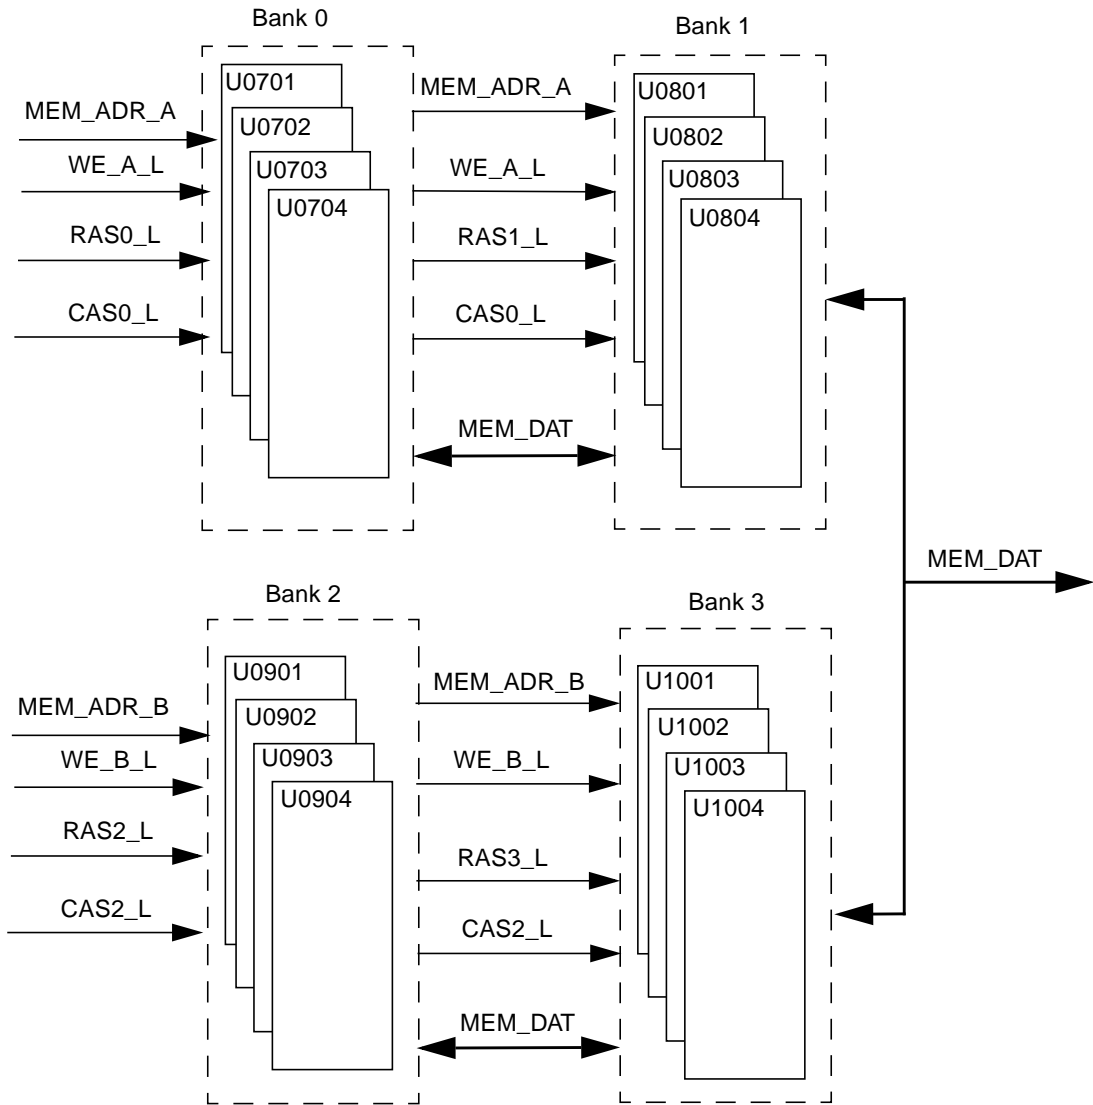 Bank 0
Bank 1
U0701
U0702
U0703
U0704
MEM_ADR_A
WE_A_L
RAS0_L
CAS0_L
MEM_ADR_A
WE_A_L
RAS1_L
CAS0_L
MEM_DAT
U0801
U0802
U0803
U0804
MEM_DAT
Bank 2
Bank 3
U0901
U0902
U0903
U0904
MEM_ADR_B
WE_B_L
RAS2_L
CAS2_L
MEM_ADR_B
WE_B_L
RAS3_L
CAS2_L
MEM_DAT
U1001
U1002
U1003
U1004